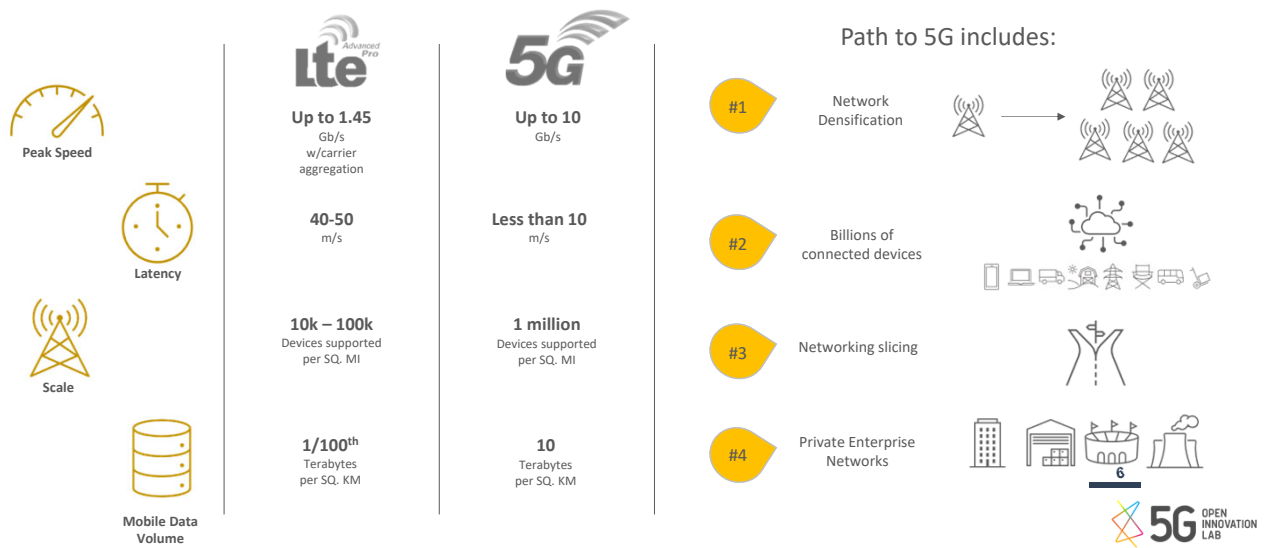 Advanced
Pro
Lte
5G
Path to 5G includes:
Peak Speed
Up to 1.45
Gb/s
w/carrier
aggregation
Up to 10
Gb/s
Latency
40-50
m/s
Less than 10
m/s
Scale
10k – 100k
Devices supported
per SQ. MI
1 million
Devices supported
per SQ. MI
Mobile Data
Volume
1/100th
Terabytes
per SQ. KM
10
Terabytes
per SQ. KM
#1
Network
Densification
#2
Billions of
connected devices
#3
Networking slicing
#4
Private Enterprise
Networks
6
5G OPEN
INNOVATION
LAB